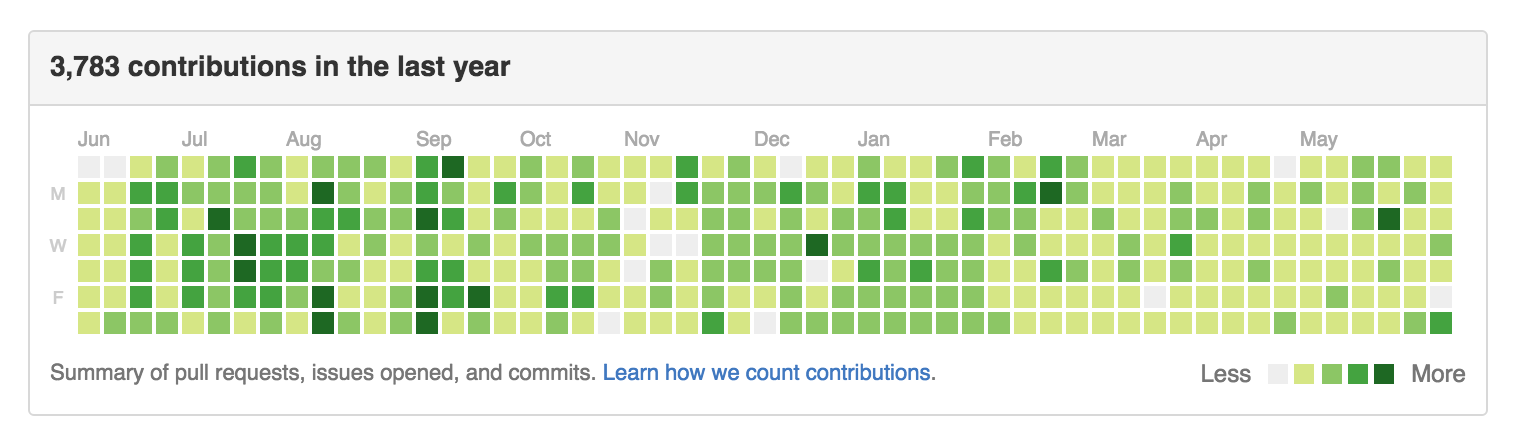 3,783 contributions in the last year
Jun Jul Aug Sep Oct Nov Dec Jan Feb Mar Apr May
M
W
F
Summary of pull requests, issues opened, and commits. Learn how we count contributions.
Less More